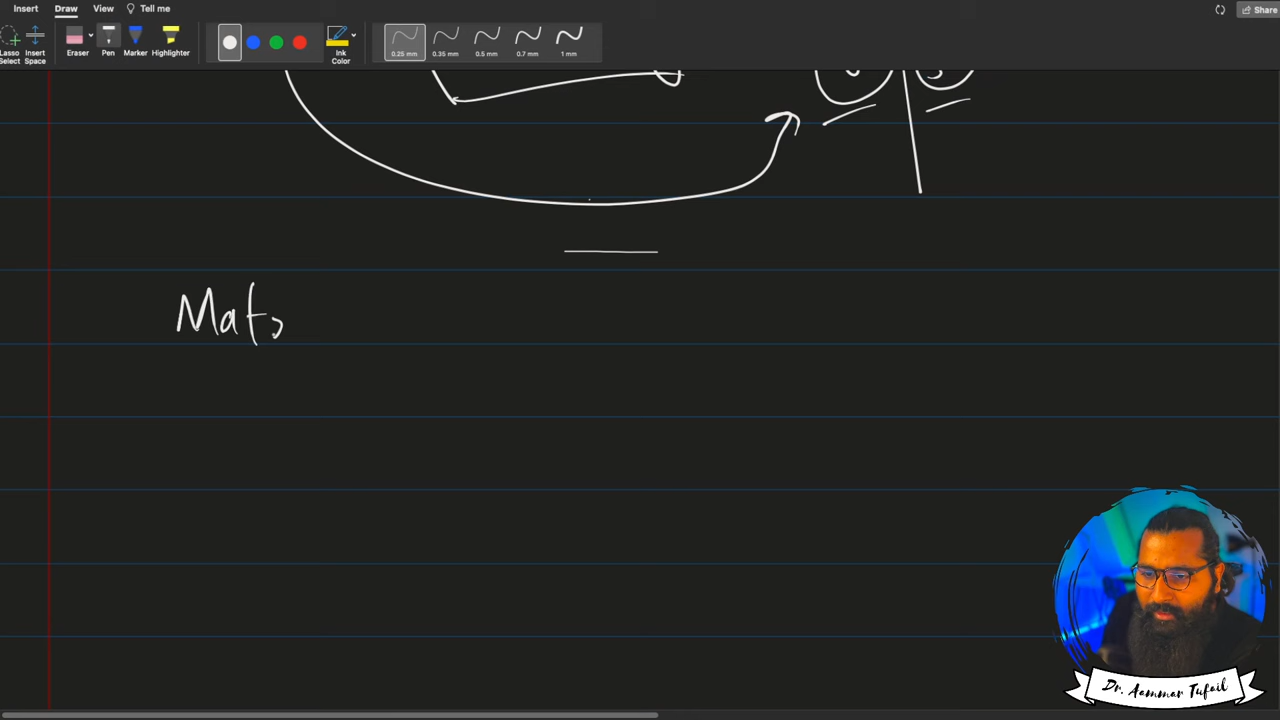 Insert Draw View Tell me Share
Lasso Select Insert Space Eraser Pen Marker Highlighter Ink Color 0.25 mm 0.35 mm 0.5 mm 0.7 mm 1 mm
Mat
Dr. Aammar Tufail